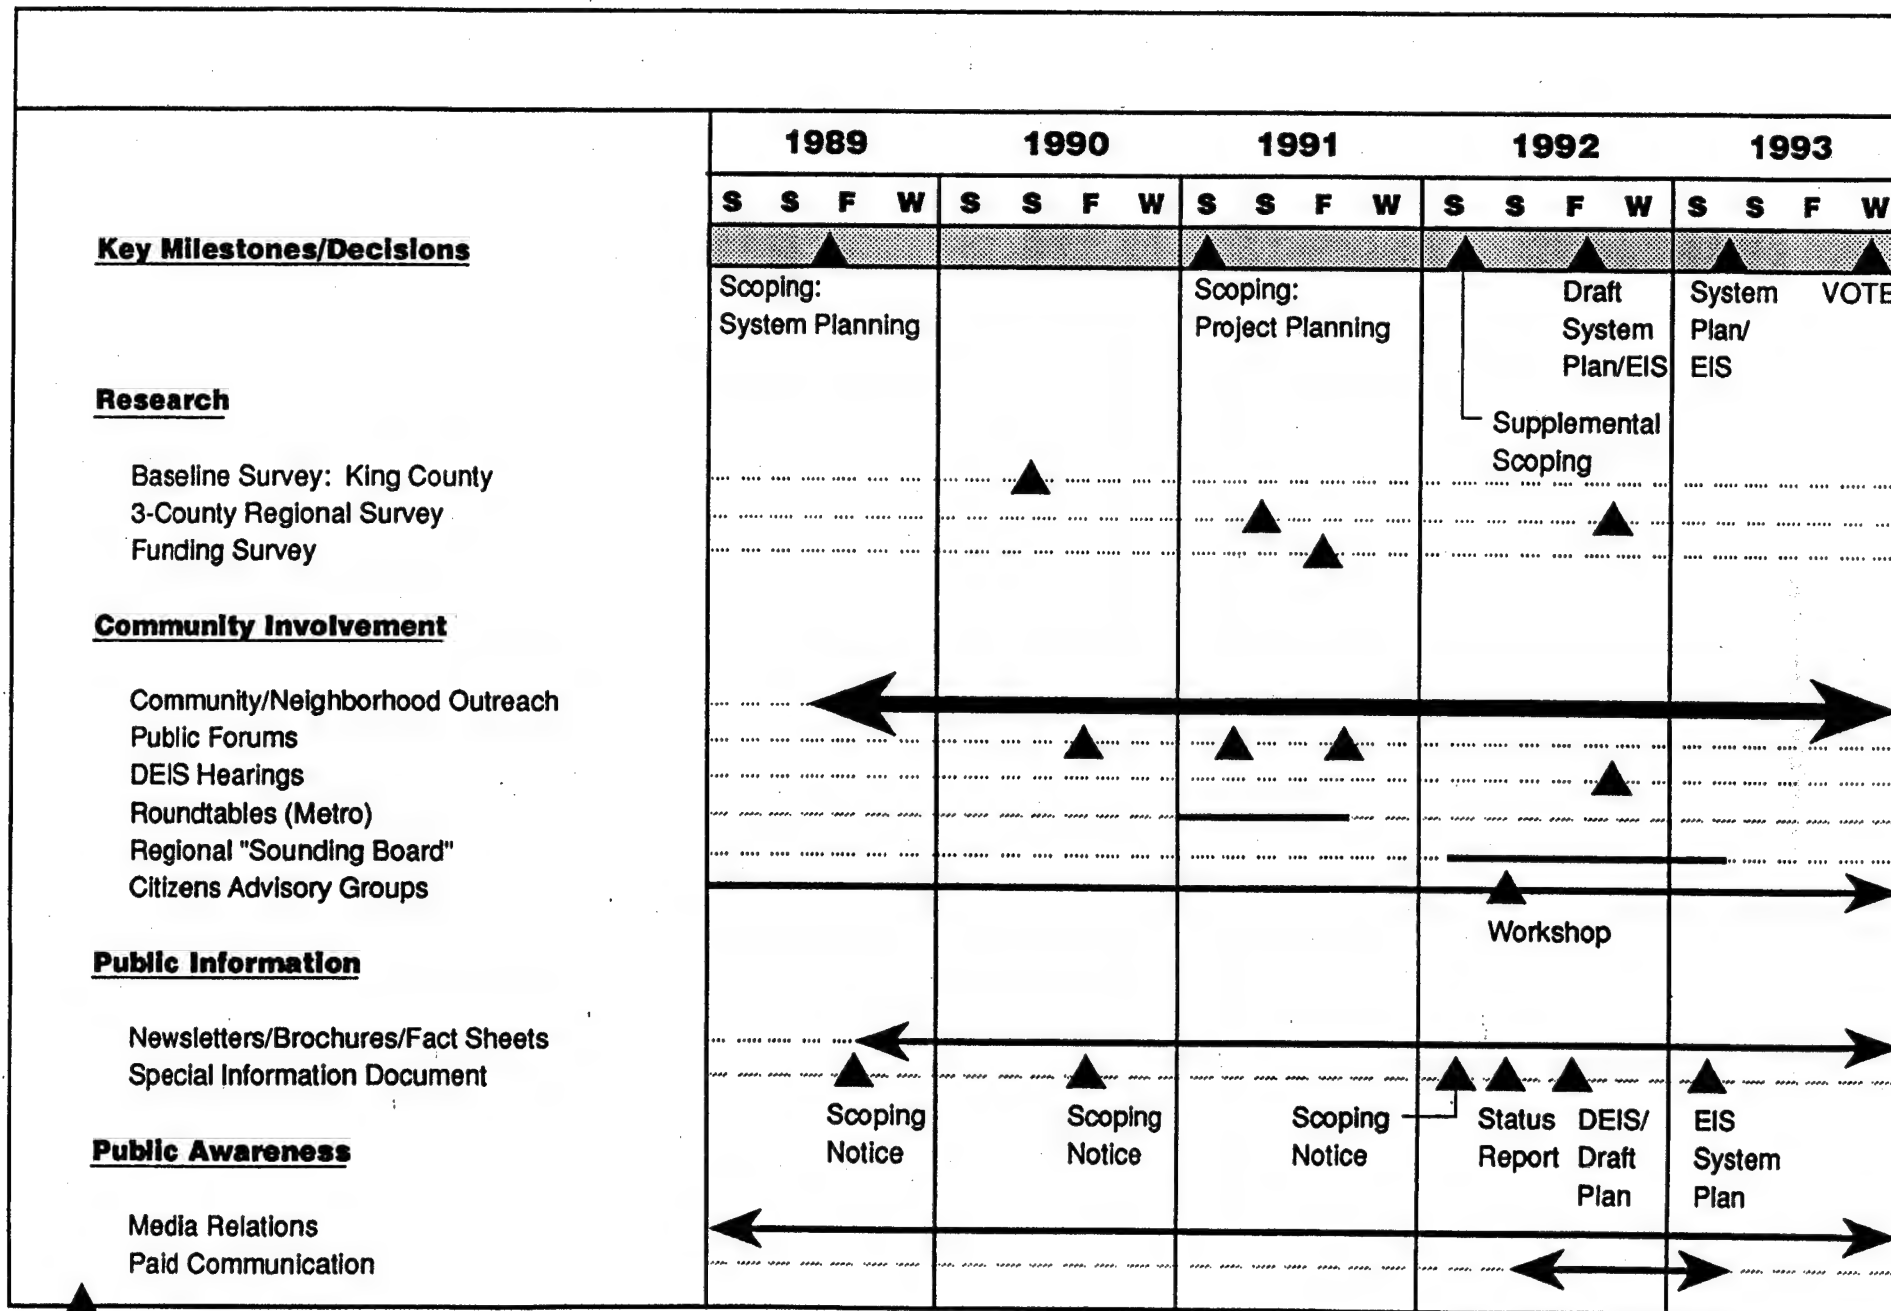 1989 1990 1991 1992 1993
S S F W S S F W S S F W S S F W S S F W
Key Milestones/Decisions
Scoping:
System Planning
Scoping:
Project Planning
Draft
System
Plan/EIS
System
Plan/
EIS
VOTE
Supplemental
Scoping
Research
Baseline Survey: King County
3-County Regional Survey
Funding Survey
Community Involvement
Community/Neighborhood Outreach
Public Forums
DEIS Hearings
Roundtables (Metro)
Regional "Sounding Board"
Citizens Advisory Groups
Workshop
Public Information
Newsletters/Brochures/Fact Sheets
Special Information Document
Scoping
Notice
Scoping
Notice
Scoping
Notice
Status
Report
DEIS/
Draft
Plan
EIS
System
Plan
Public Awareness
Media Relations
Paid Communication